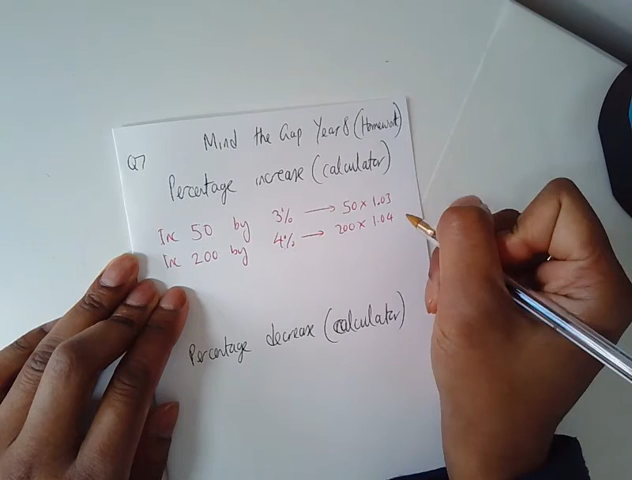 Mind the Gap Year 8 (Homework)
Q7
Percentage increase (calculator)
Inc 50 by 3% → 50 x 1.03
Inc 200 by 4% → 200 x 1.04
Percentage decrease (calculator)